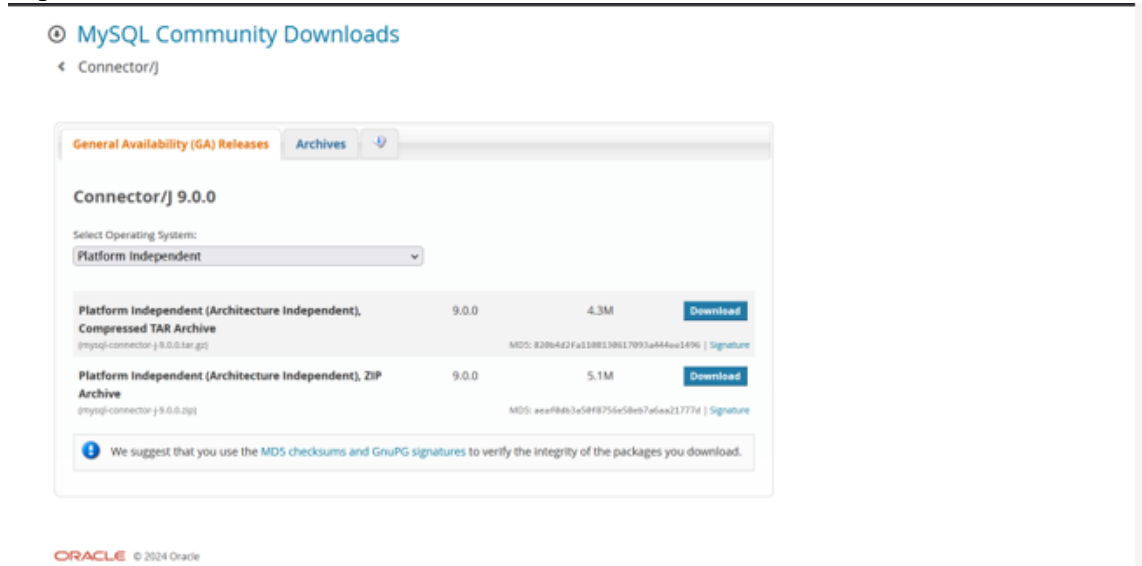 MySQL Community Downloads
Connector/J
General Availability (GA) Releases Archives
Connector/J 9.0.0
Select Operating System:
Platform Independent
Platform Independent (Architecture Independent), 9.0.0 4.3M Download
Compressed TAR Archive
(mysql-connector-j-9.0.0.tar.gz) MD5: | Signature
Platform Independent (Architecture Independent), ZIP 9.0.0 5.1M Download
Archive
(mysql-connector-j-9.0.0.zip) MD5: | Signature
We suggest that you use the MD5 checksums and GnuPG signatures to verify the integrity of the packages you download.
ORACLE © 2024 Oracle